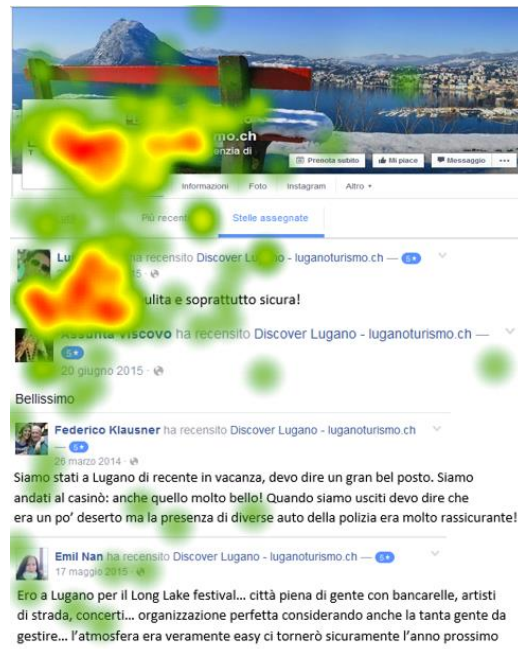 mo.ch
enzia di
Prenota subito
Mi piace
Messaggio
Informazioni Foto Instagram Altro
Più recenti Stelle assegnate
ha recensito Discover Lugano - luganoturismo.ch — 5★
pulita e soprattutto sicura!
Assunta Viscovo ha recensito Discover Lugano - luganoturismo.ch —
5★
20 giugno 2015
Bellissimo
Federico Klausner ha recensito Discover Lugano - luganoturismo.ch
— 5★
26 marzo 2014
Siamo stati a Lugano di recente in vacanza, devo dire un gran bel posto. Siamo
andati al casinò: anche quello molto bello! Quando siamo usciti devo dire che
era un po’ deserto ma la presenza di diverse auto della polizia era molto rassicurante!
Emil Nan ha recensito Discover Lugano - luganoturismo.ch — 5★
17 maggio 2015
Ero a Lugano per il Long Lake festival… città piena di gente con bancarelle, artisti
di strada, concerti… organizzazione perfetta considerando anche la tanta gente da
gestire… l’atmosfera era veramente easy ci tornerò sicuramente l’anno prossimo